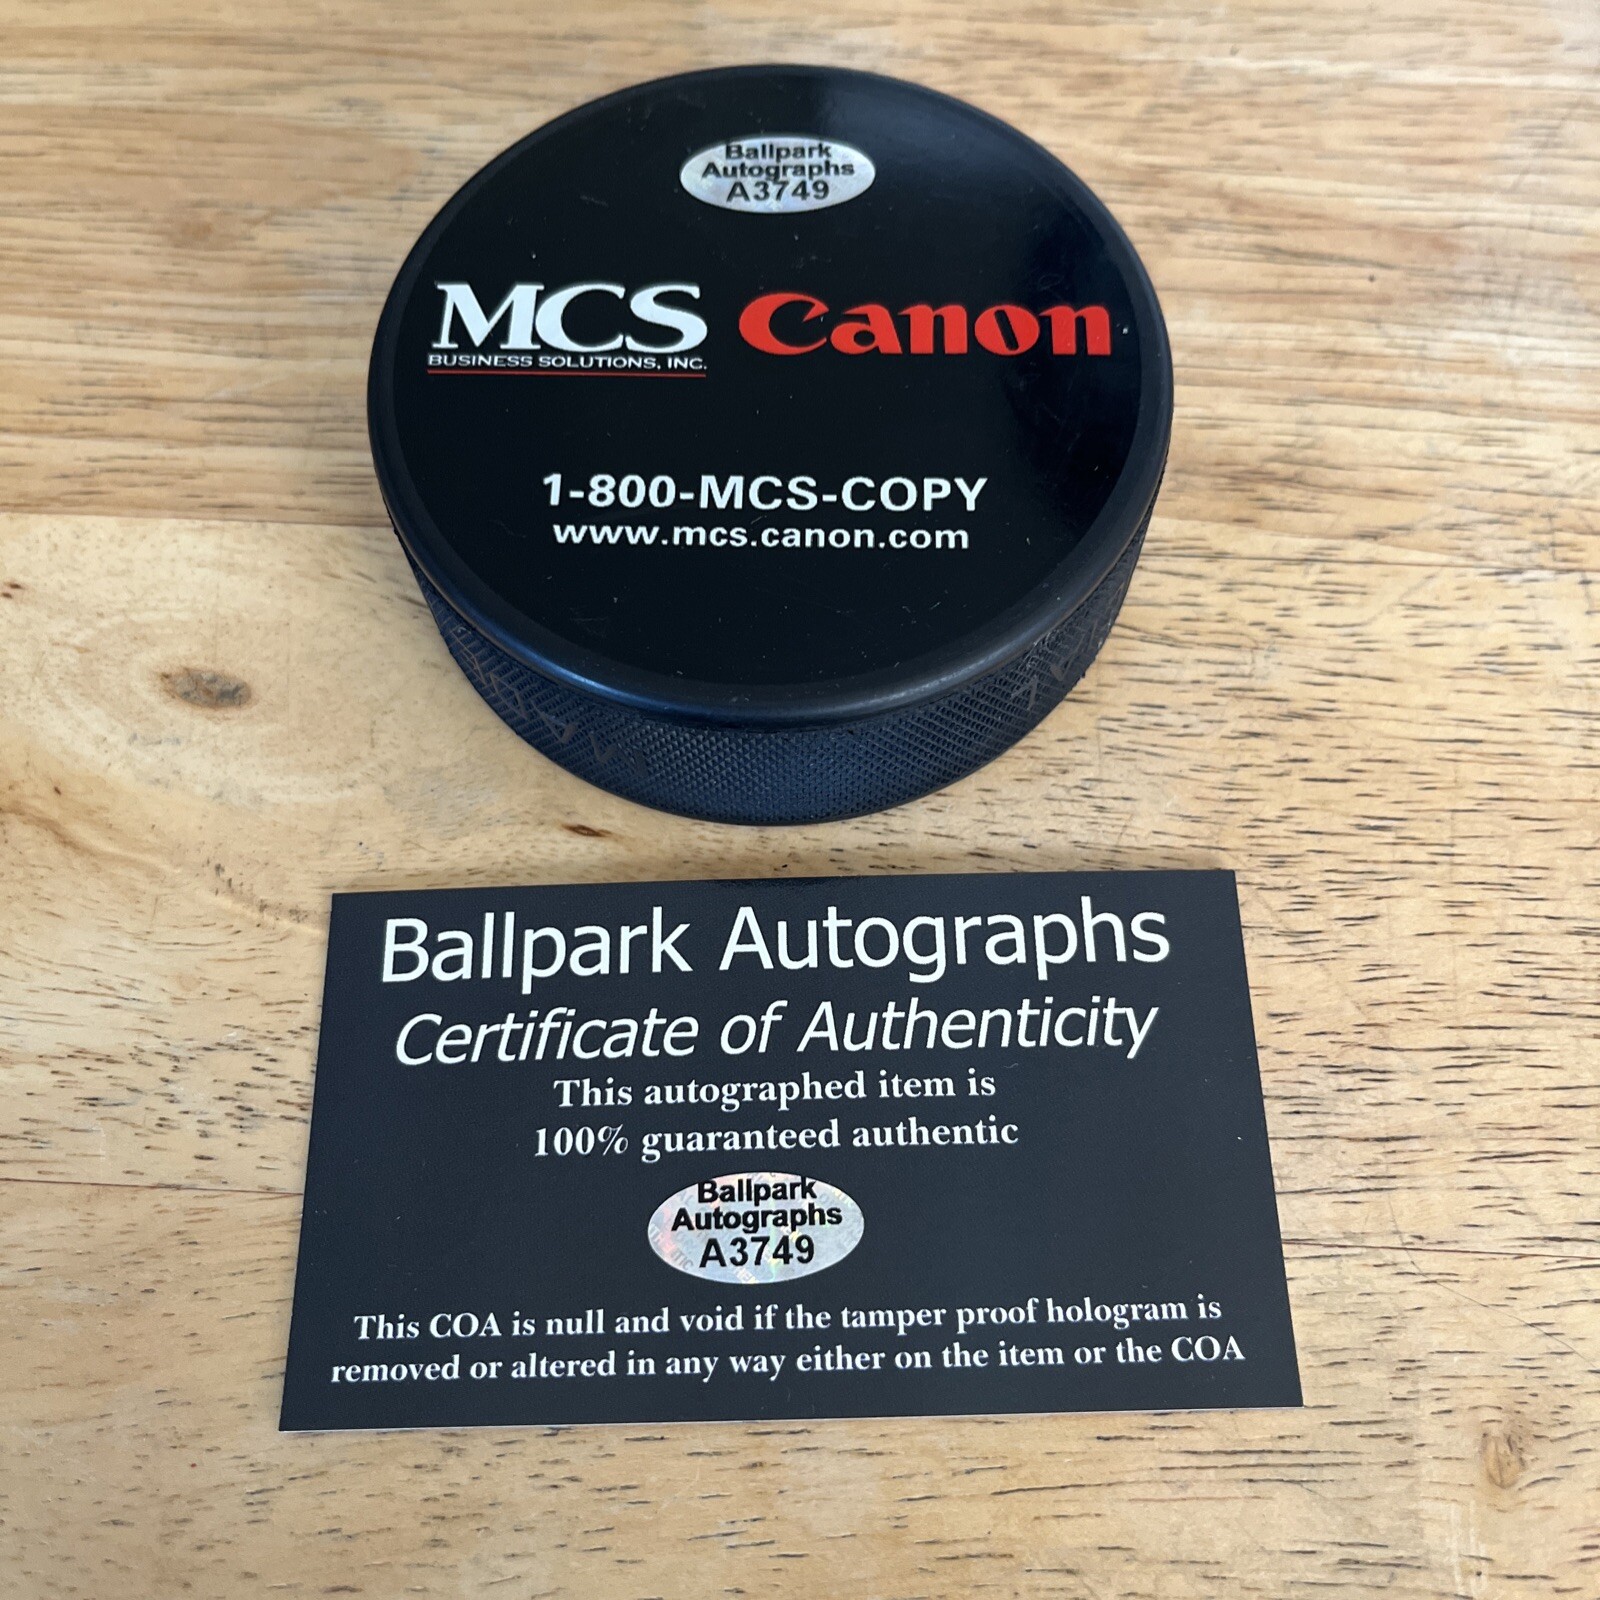 Ballpark
Autographs
A3749
MCS Canon
BUSINESS SOLUTIONS, INC.
1-800-MCS-COPY
www.mcs.canon.com
Ballpark Autographs
Certificate of Authenticity
This autographed item is
100% guaranteed authentic
Ballpark
Autographs
A3749
This COA is null and void if the tamper proof hologram is
removed or altered in any way either on the item or the COA